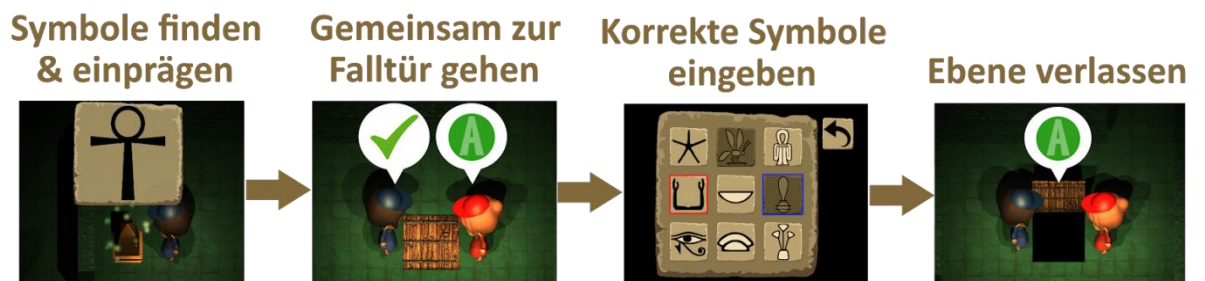 Symbole finden
& einprägen
Gemeinsam zur
Falltür gehen
Korrekte Symbole
eingeben
Ebene verlassen
A
A